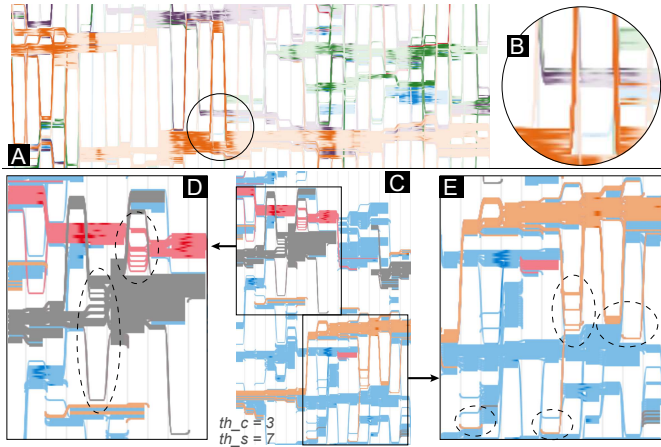 A
B
D
C
E
th_c = 3
th_s = 7